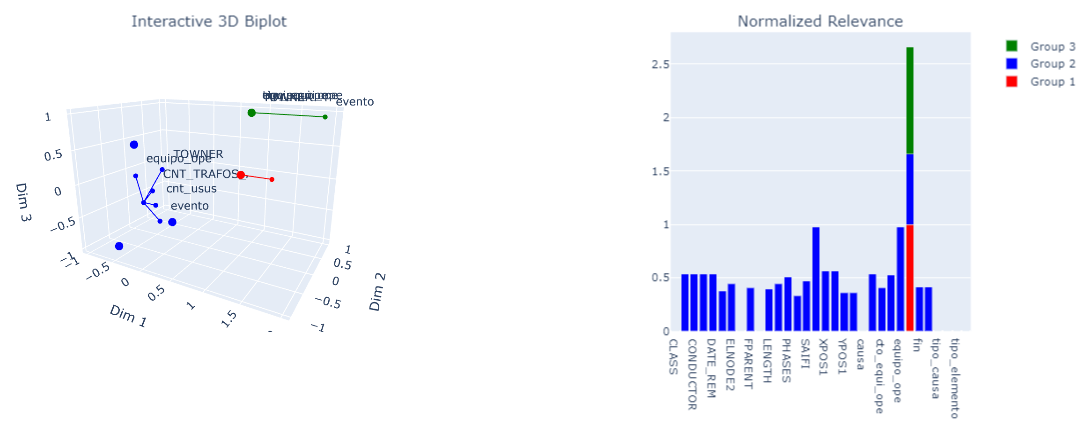 Interactive 3D Biplot
Normalized Relevance
Group 3
Group 2
Group 1
evento
TOWNER
equipo_ope
CNT_TRAFOS
cnt_usus
evento
1
0.5
0
−0.5
−1
Dim 3
−1
−0.5
0
0.5
1
1.5
Dim 1
1
0.5
0
−0.5
−1
Dim 2
2.5
2
1.5
1
0.5
0
CLASS
CONDUCTOR
DATE_REM
ELNODE2
FPARENT
LENGTH
PHASES
SAIFI
XPOS1
YPOS1
causa
cto_equi_ope
equipo_ope
fin
tipo_causa
tipo_elemento